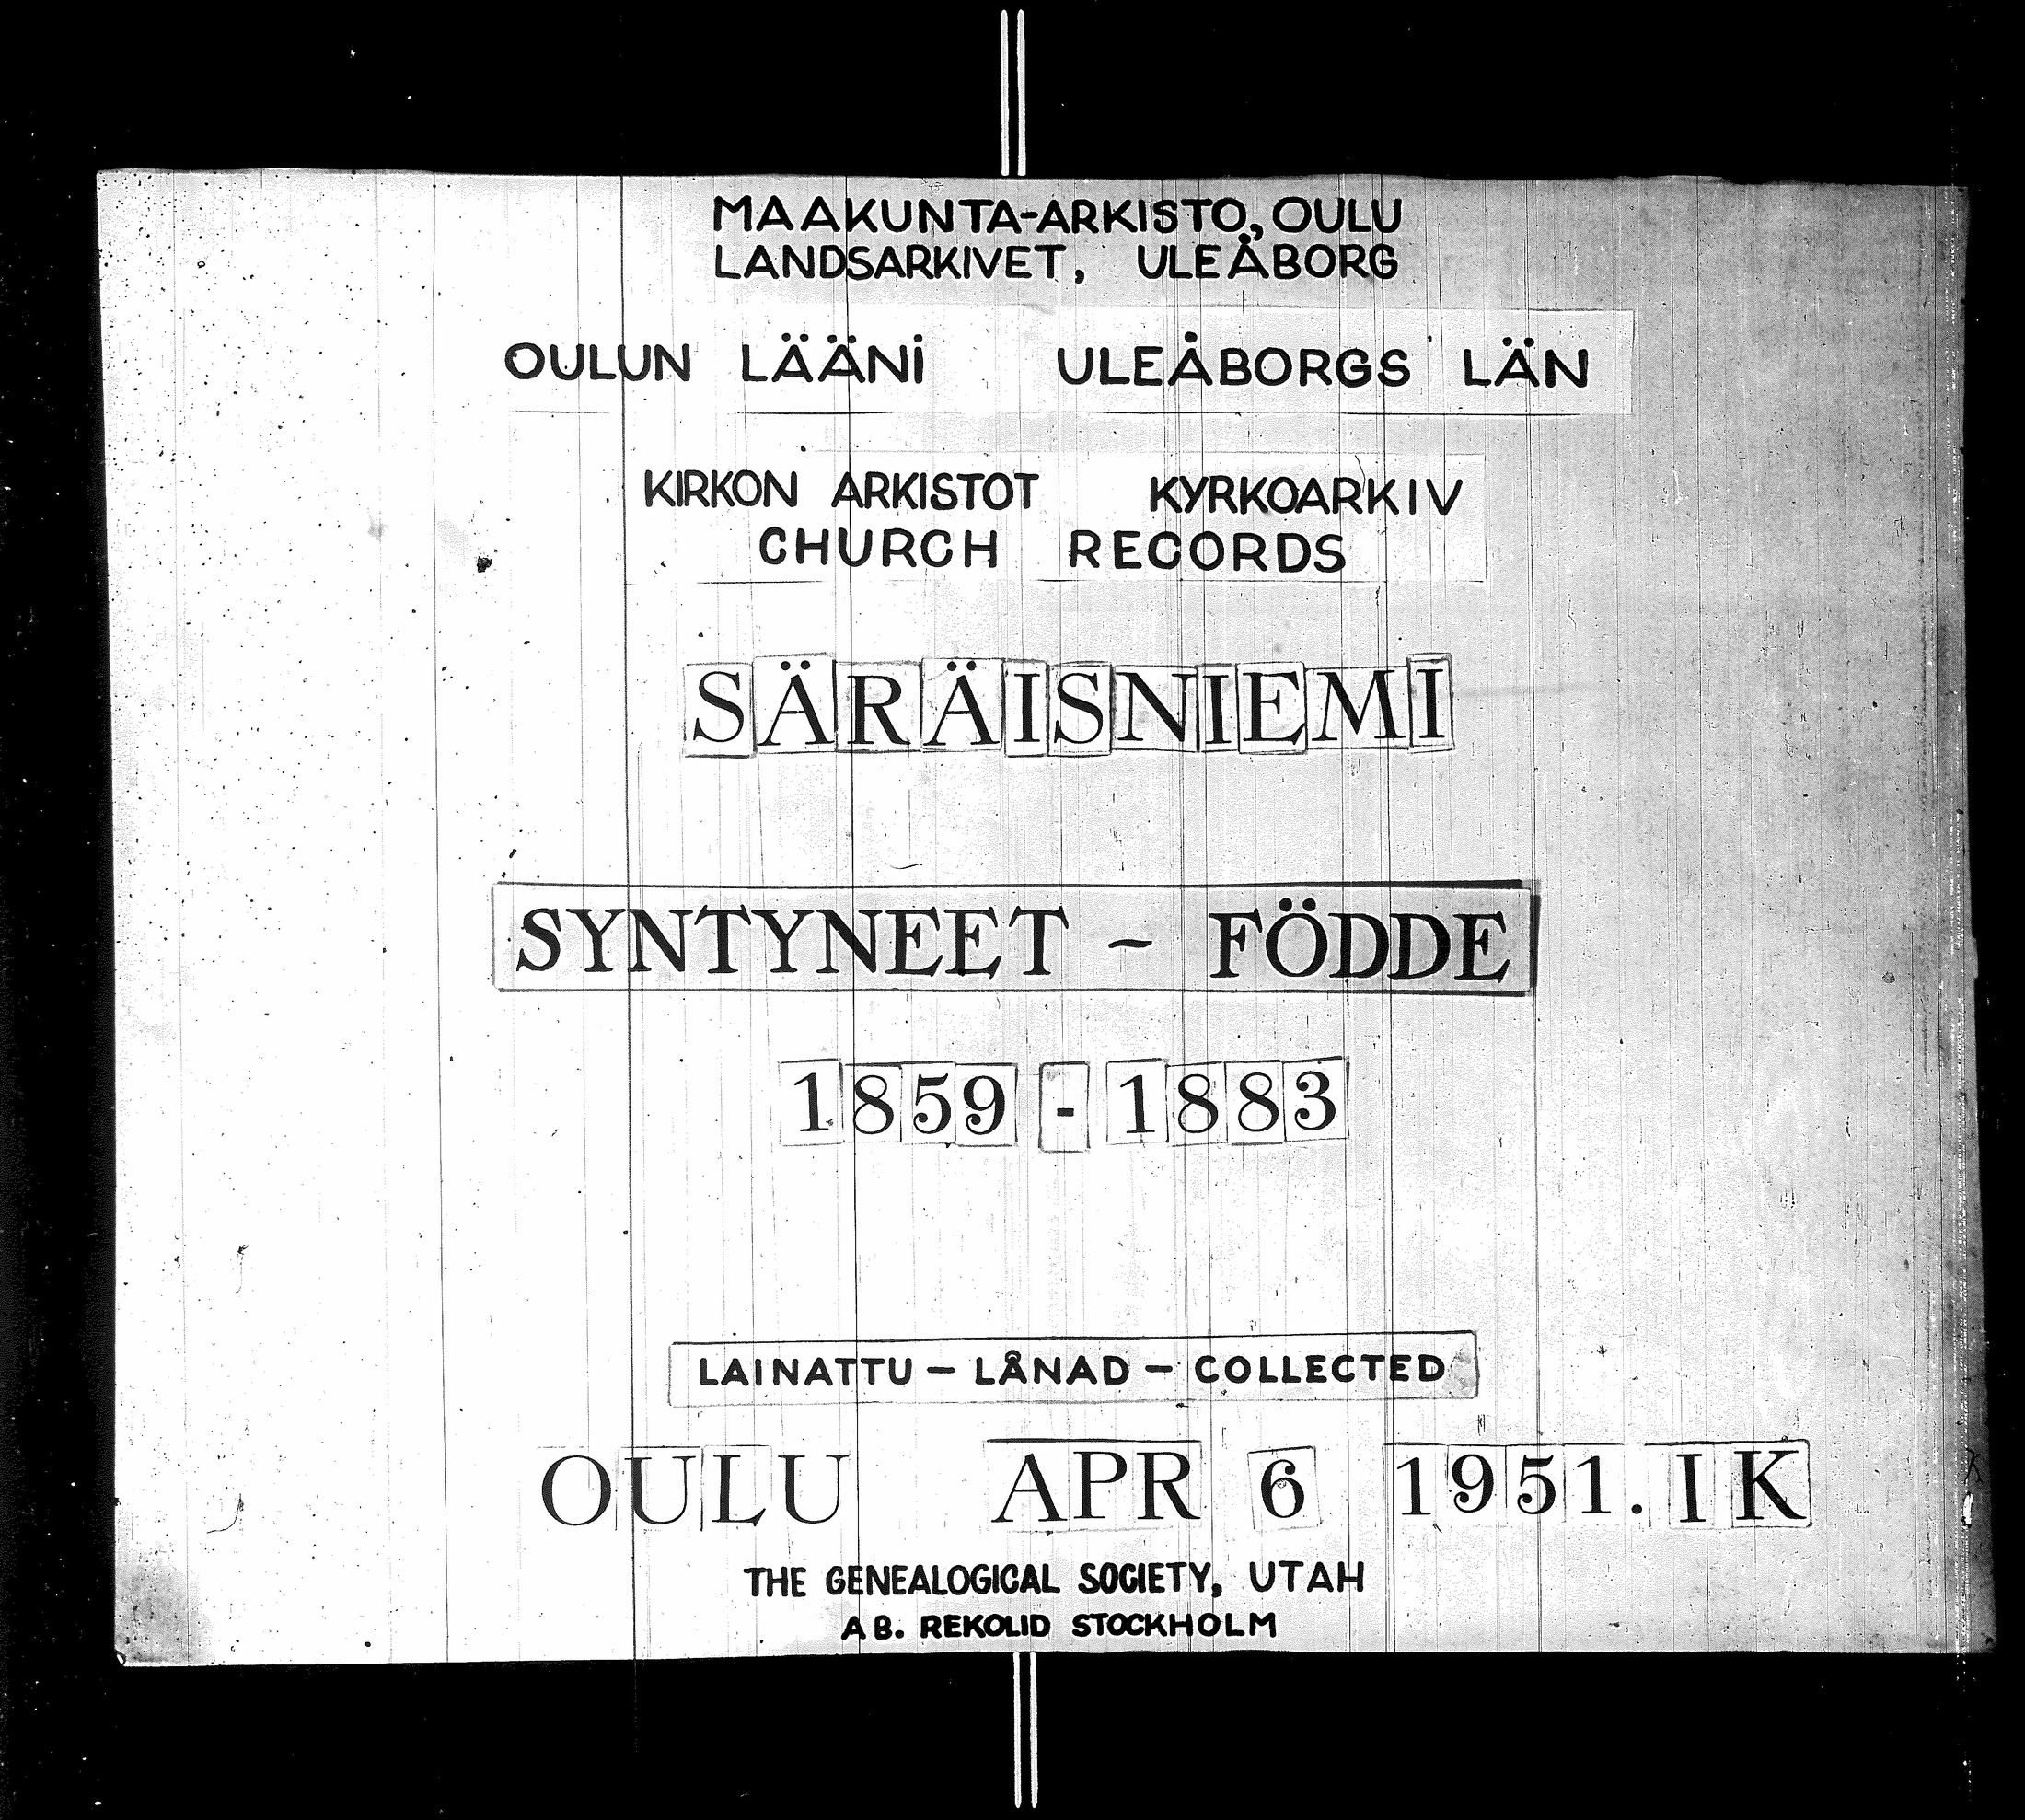 MAAKUNTA-ARKISTO, OULU
LANDSARKIVET, ULEÅBORG
OULUN LÄÄNI ULEÅBORGS LÄN
KIRKON ARKISTOT KYRKOARKIV
CHURCH RECORDS
SÄRÄISNIEMI
SYNTYNEET - FÖDDE
1859 - 1883
LAINATTU - LÅNAD - COLLECTED
OULU APR 6 1951. IK
THE GENEALOGICAL SOCIETY, UTAH
AB. REKOLID STOCKHOLM